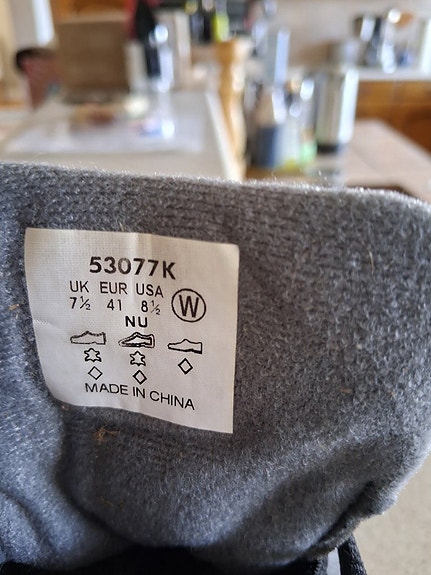 53077K
UK EUR USA
7½ 41 8½ W
NU
MADE IN CHINA